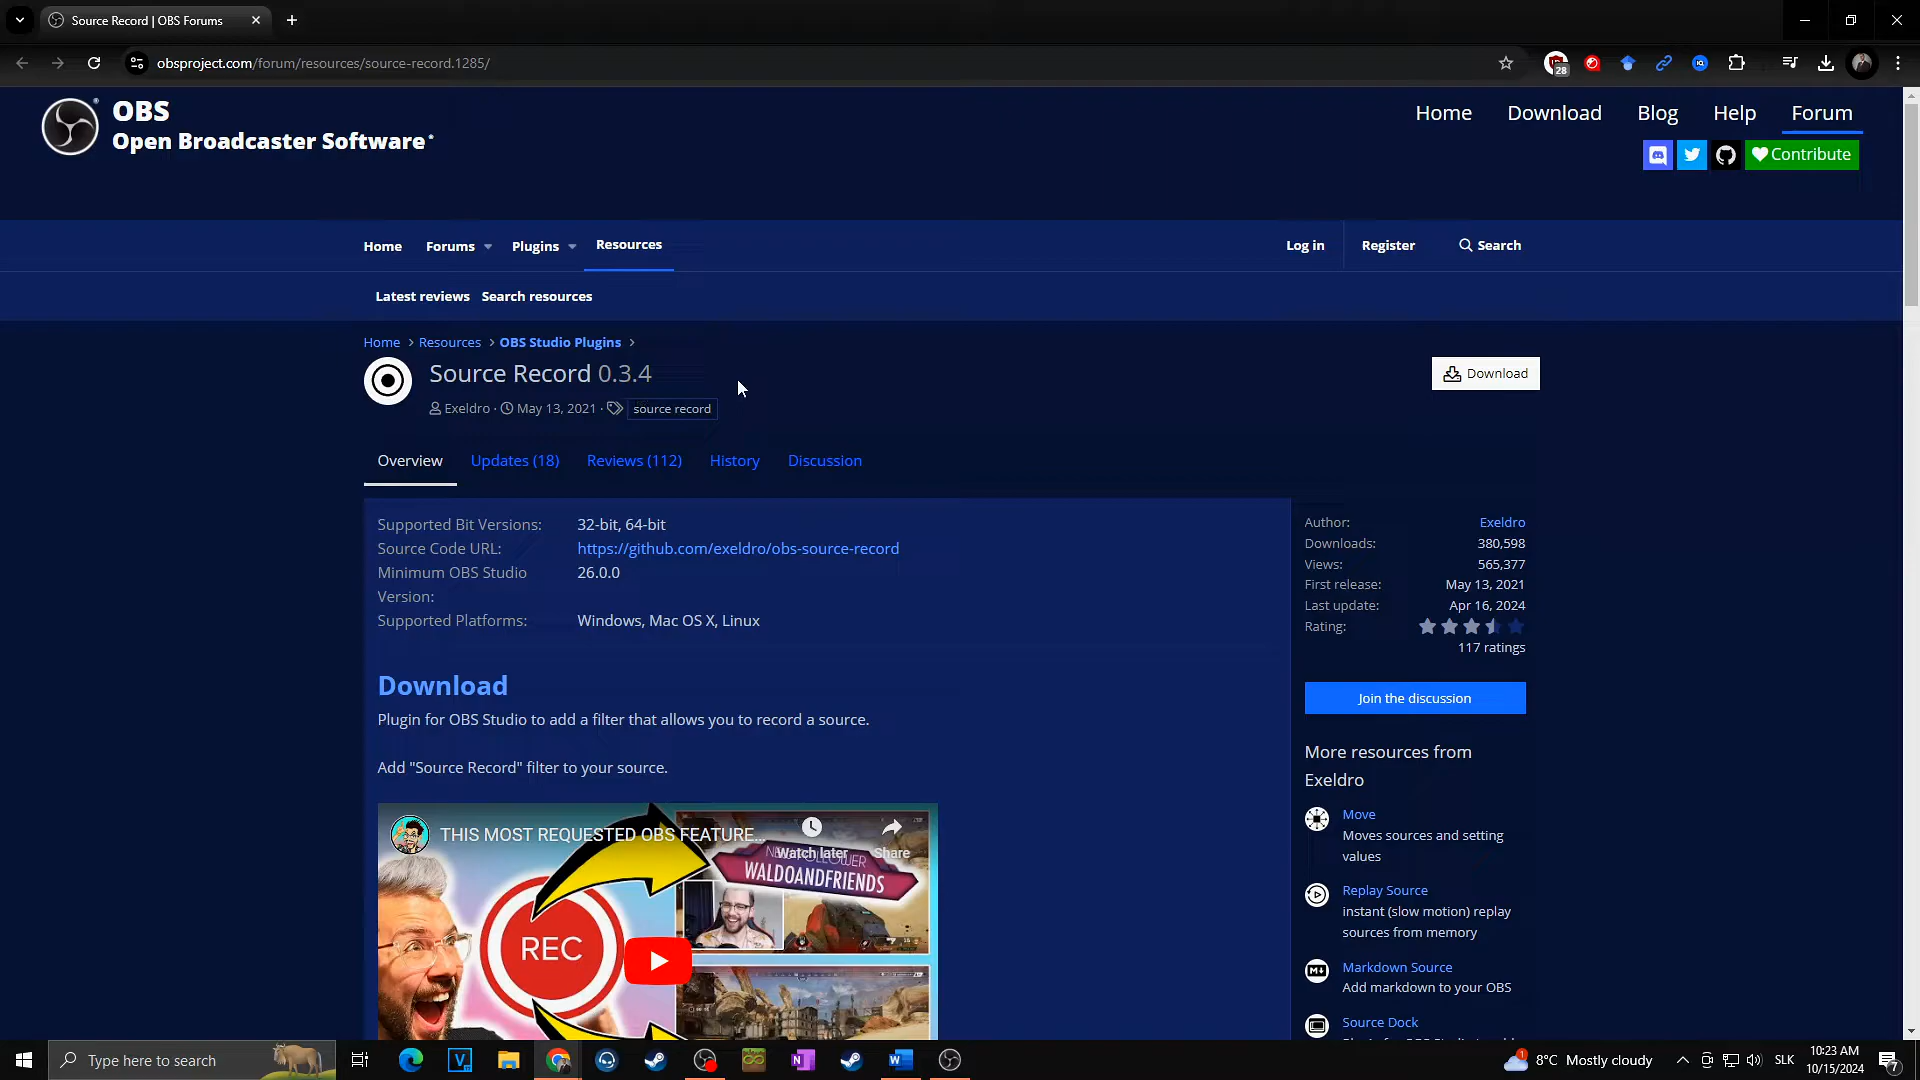 Source Record | OBS Forums
obsproject.com/forum/resources/source-record.1285/
28
OBS
Open Broadcaster Software
Home Download Blog Help Forum
Contribute
Home Forums Plugins Resources
Log in Register Search
Latest reviews Search resources
Home Resources OBS Studio Plugins
Source Record 0.3.4
Download
Exeldro · May 13, 2021 · source record
Overview Updates (18) Reviews (112) History Discussion
Supported Bit Versions: 32-bit, 64-bit
Source Code URL: https://github.com/exeldro/obs-source-record
Minimum OBS Studio 26.0.0
Version:
Supported Platforms: Windows, Mac OS X, Linux
Download
Plugin for OBS Studio to add a filter that allows you to record a source.
Add "Source Record" filter to your source.
THIS MOST REQUESTED OBS FEATURE...
Watch later Share
WALDOANDFRIENDS
REC
Author: Exeldro
Downloads: 380,598
Views: 565,377
First release: May 13, 2021
Last update: Apr 16, 2024
Rating:
117 ratings
Join the discussion
More resources from
Exeldro
Move
Moves sources and setting
values
Replay Source
instant (slow motion) replay
sources from memory
Markdown Source
Add markdown to your OBS
Source Dock
Type here to search
8°C Mostly cloudy
SLK
10:23 AM
10/15/2024
7